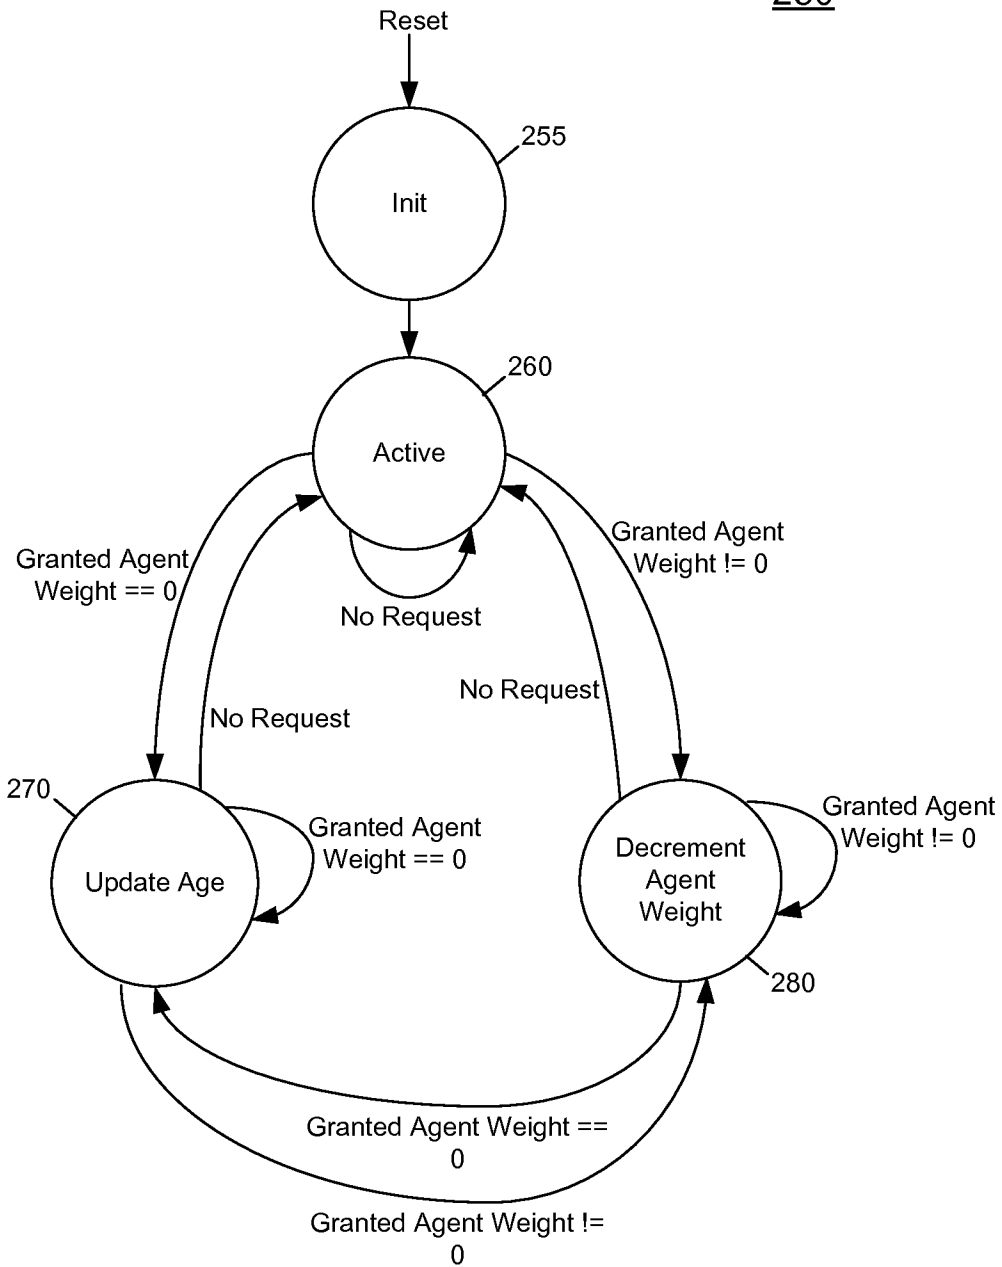 Reset
255
Init
260
Active
Granted Agent
Weight == 0
Granted Agent
Weight != 0
No Request
No Request
No Request
270
Granted Agent
Weight == 0
Update Age
Granted Agent
Weight != 0
Decrement
Agent
Weight
280
Granted Agent Weight ==
0
Granted Agent Weight !=
0